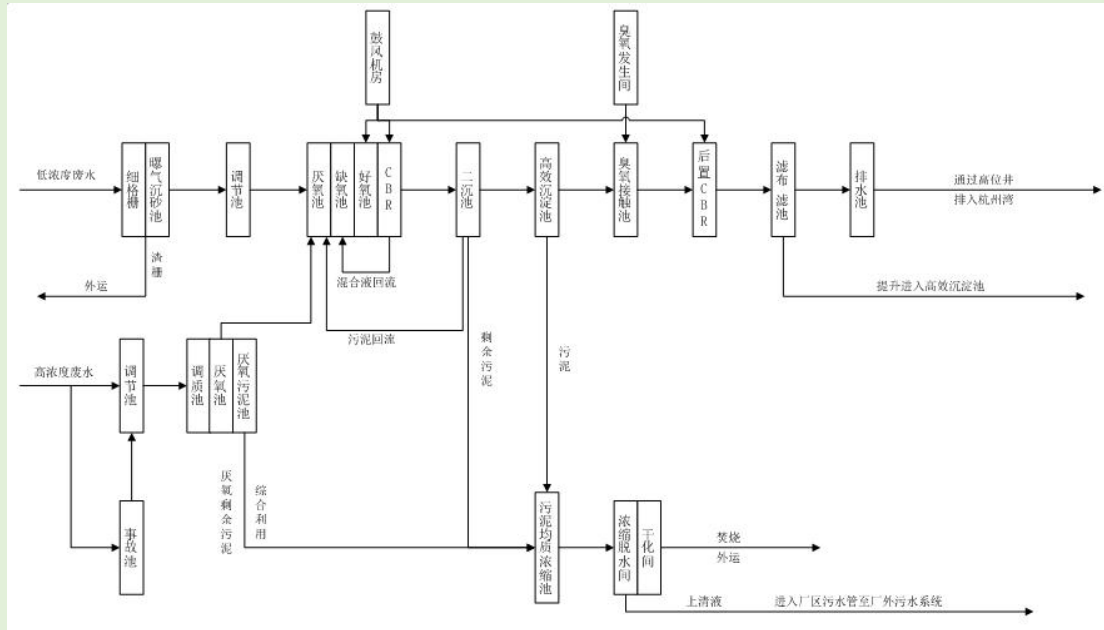 鼓风机房
臭氧发生间
低浓度废水
细格栅
曝气沉砂池
调节池
厌氧池
缺氧池
好氧池
CBR
二沉池
高效沉淀池
臭氧接触池
后置CBR
滤布滤池
排水池
通过高位井
排入杭州湾
渣栅
外运
混合液回流
提升进入高效沉淀池
污泥回流
剩余污泥
污泥
高浓度废水
调节池
调质池
厌氧池
厌氧污泥池
厌氧剩余污泥
综合利用
事故池
污泥均质浓缩池
浓缩脱水间
干化间
焚烧
外运
上清液
进入厂区污水管至厂外污水系统